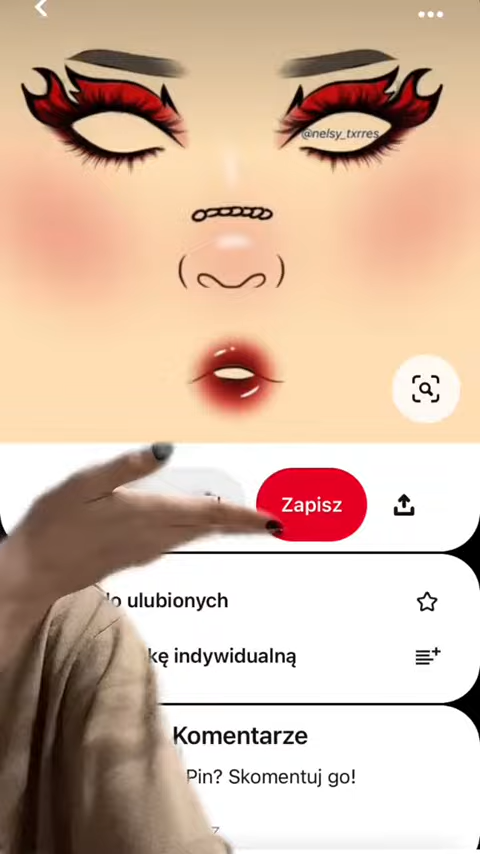 @nelsy_txrres
Zapisz
do ulubionych
kę indywidualną
Komentarze
Pin? Skomentuj go!